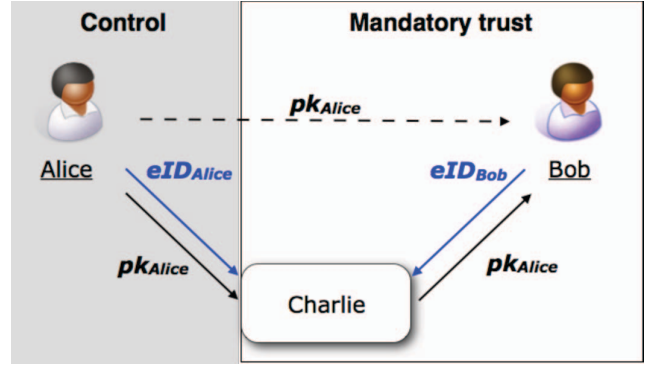 Control
Mandatory trust
pkAlice
Alice
Bob
eIDAlice
eIDBob
pkAlice
pkAlice
Charlie